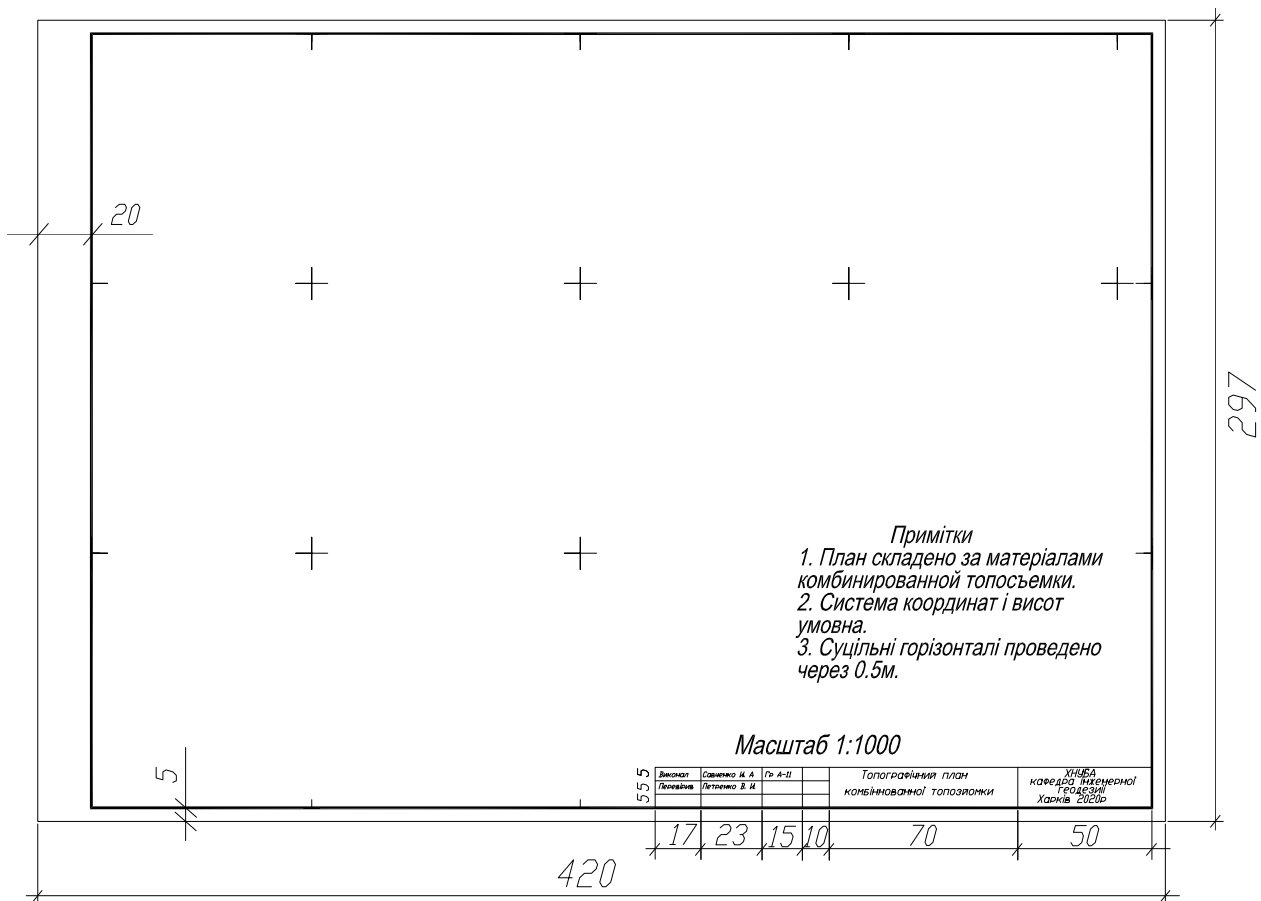 20
297
Примітки
1. План складено за матеріалами
комбинированной топосъемки.
2. Система координат і висот
умовна.
3. Суцільні горізонталі проведено
через 0.5м.
Масштаб 1:1000
5
5 5 5
Виконал Савченко И. А Гр А-11
Перевірив Петренко В. И.
Топографічний план
комбіннованної топозйомки
ХНУБА
кафедра інженерної
геодезії
Харків 2020р
17 23 15 10 70 50
420